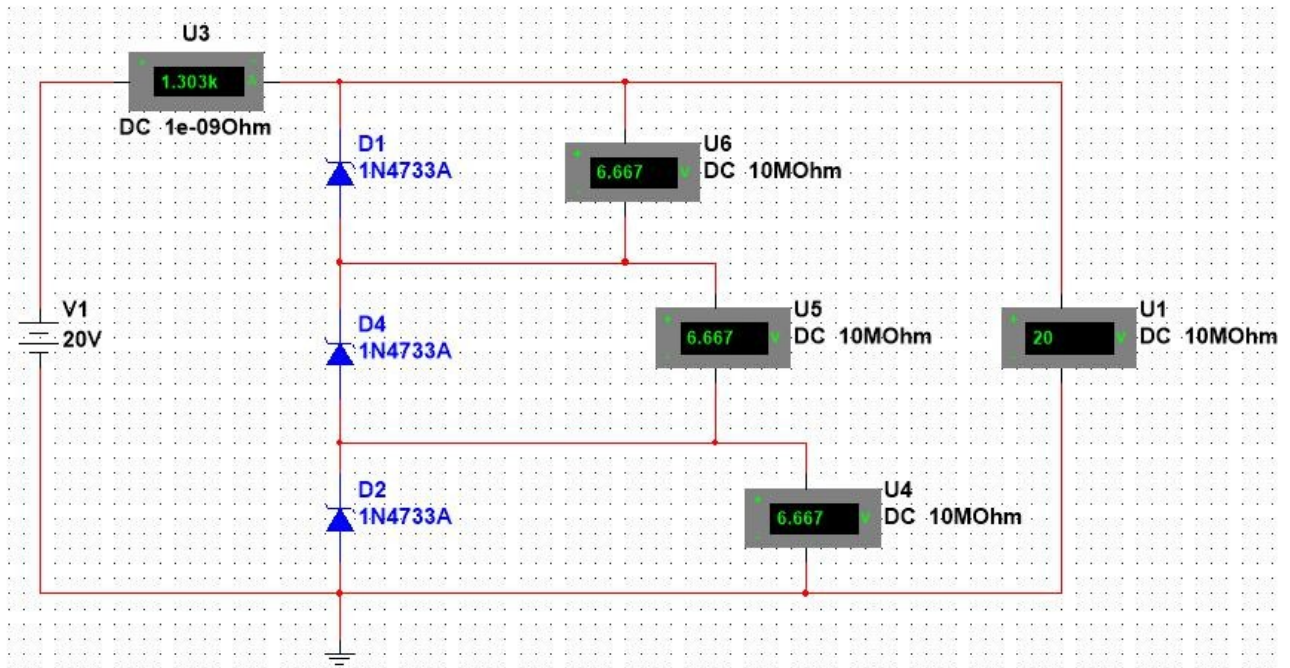 U3
1.303k A
DC 1e-09Ohm
D1
1N4733A
U6
6.667 V
DC 10MOhm
V1
20V
D4
1N4733A
U5
6.667 V
DC 10MOhm
U1
20 V
DC 10MOhm
D2
1N4733A
U4
6.667 V
DC 10MOhm